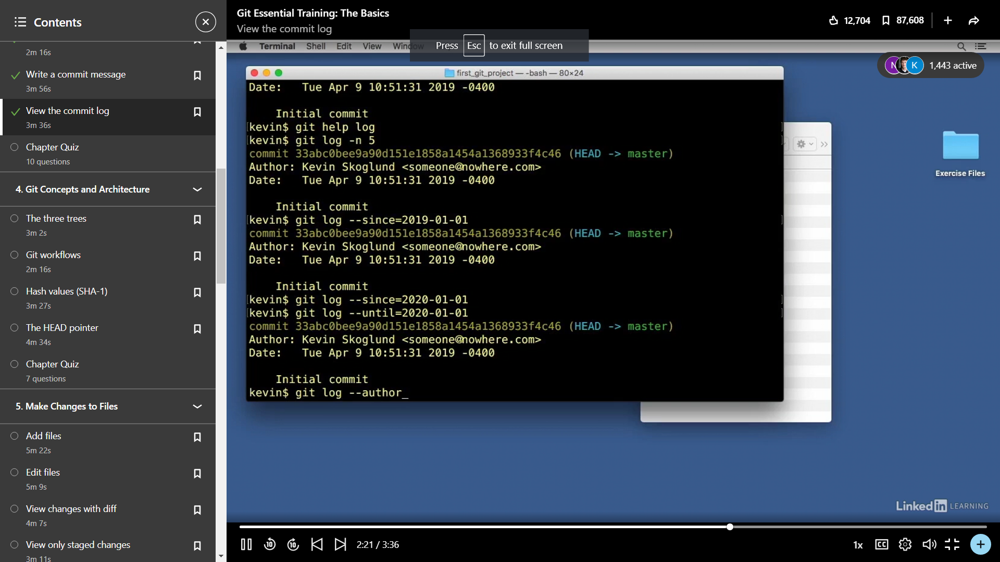 Contents
2m 16s
Write a commit message
3m 56s
View the commit log
3m 36s
Chapter Quiz
10 questions
4. Git Concepts and Architecture
The three trees
3m 2s
Git workflows
2m 16s
Hash values (SHA-1)
3m 27s
The HEAD pointer
4m 34s
Chapter Quiz
7 questions
5. Make Changes to Files
Add files
5m 22s
Edit files
5m 9s
View changes with diff
4m 7s
View only staged changes
3m 11s
Git Essential Training: The Basics
View the commit log
12,704 87,608
Press Esc to exit full screen
Terminal Shell Edit View Window
N K 1,443 active
first_git_project — -bash — 80×24
Date:   Tue Apr 9 10:51:31 2019 -0400
Initial commit
kevin$ git help log
kevin$ git log -n 5
commit 33abc0bee9a90d151e1858a1454a1368933f4c46 (HEAD -> master)
Author: Kevin Skoglund <someone@nowhere.com>
Date:   Tue Apr 9 10:51:31 2019 -0400
Initial commit
kevin$ git log --since=2019-01-01
commit 33abc0bee9a90d151e1858a1454a1368933f4c46 (HEAD -> master)
Author: Kevin Skoglund <someone@nowhere.com>
Date:   Tue Apr 9 10:51:31 2019 -0400
Initial commit
kevin$ git log --since=2020-01-01
kevin$ git log --until=2020-01-01
commit 33abc0bee9a90d151e1858a1454a1368933f4c46 (HEAD -> master)
Author: Kevin Skoglund <someone@nowhere.com>
Date:   Tue Apr 9 10:51:31 2019 -0400
Initial commit
kevin$ git log --author_
Exercise Files
Linked in LEARNING
10 10 2:21 / 3:36 1x CC